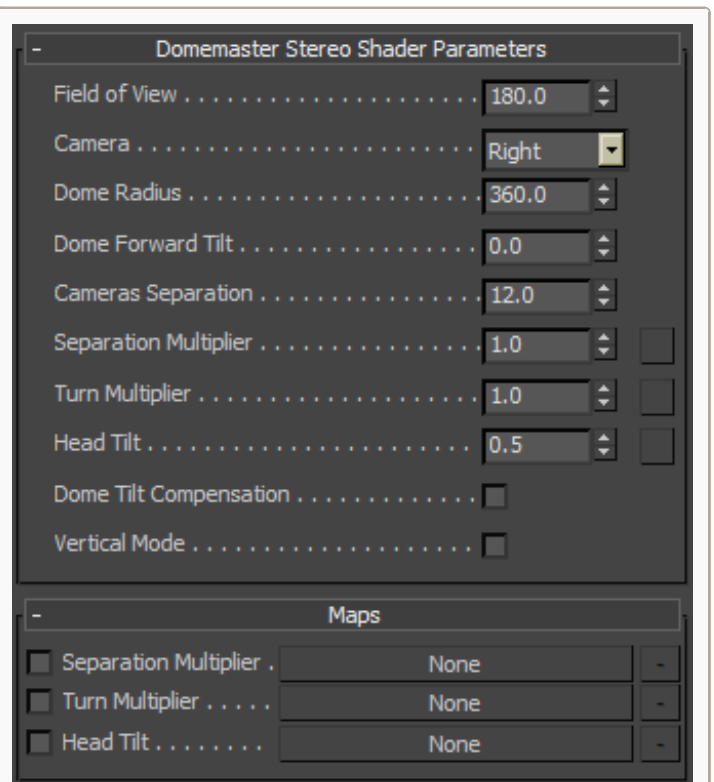 - Domemaster Stereo Shader Parameters
Field of View . . . . . . . . . . . . . . . . . . . . . . 180.0
Camera . . . . . . . . . . . . . . . . . . . . . . . . . Right
Dome Radius . . . . . . . . . . . . . . . . . . . . . . 360.0
Dome Forward Tilt . . . . . . . . . . . . . . . . . . 0.0
Cameras Separation . . . . . . . . . . . . . . . . . 12.0
Separation Multiplier . . . . . . . . . . . . . . . . . 1.0
Turn Multiplier . . . . . . . . . . . . . . . . . . . . . 1.0
Head Tilt . . . . . . . . . . . . . . . . . . . . . . . . 0.5
Dome Tilt Compensation . . . . . . . . . . . . . .
Vertical Mode . . . . . . . . . . . . . . . . . . . . .
- Maps
Separation Multiplier . None -
Turn Multiplier . . . . . None -
Head Tilt . . . . . . . . None -